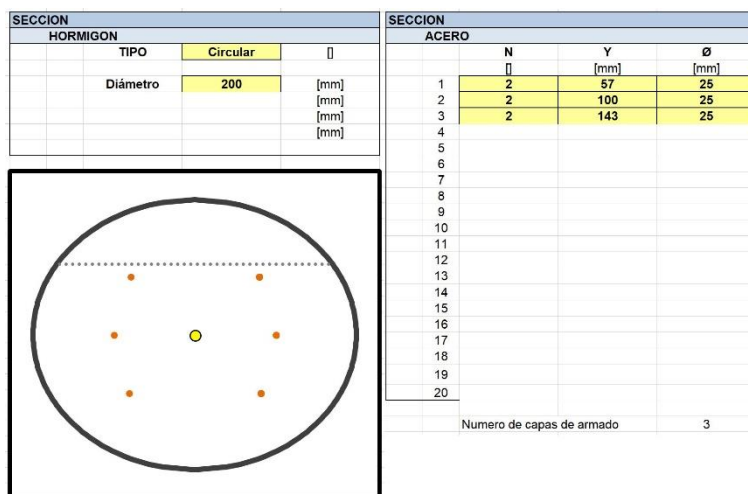 SECCION
HORMIGON
TIPO Circular []
Diámetro 200 [mm]
[mm]
[mm]
[mm]
SECCION
ACERO
N Y Ø
[] [mm] [mm]
1 2 57 25
2 2 100 25
3 2 143 25
4
5
6
7
8
9
10
11
12
13
14
15
16
17
18
19
20
Numero de capas de armado 3